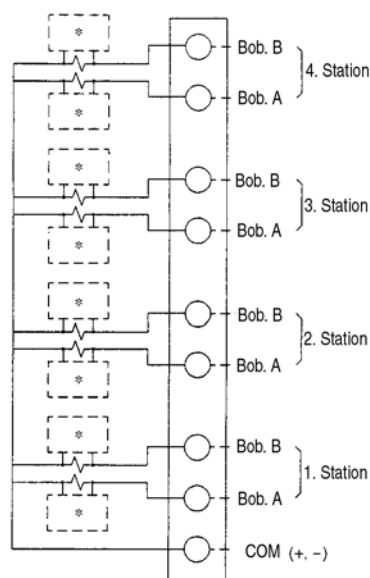 *
Bob. B
4. Station
Bob. A
*
*
Bob. B
3. Station
Bob. A
*
*
Bob. B
2. Station
Bob. A
*
*
Bob. B
1. Station
Bob. A
*
COM (+, −)